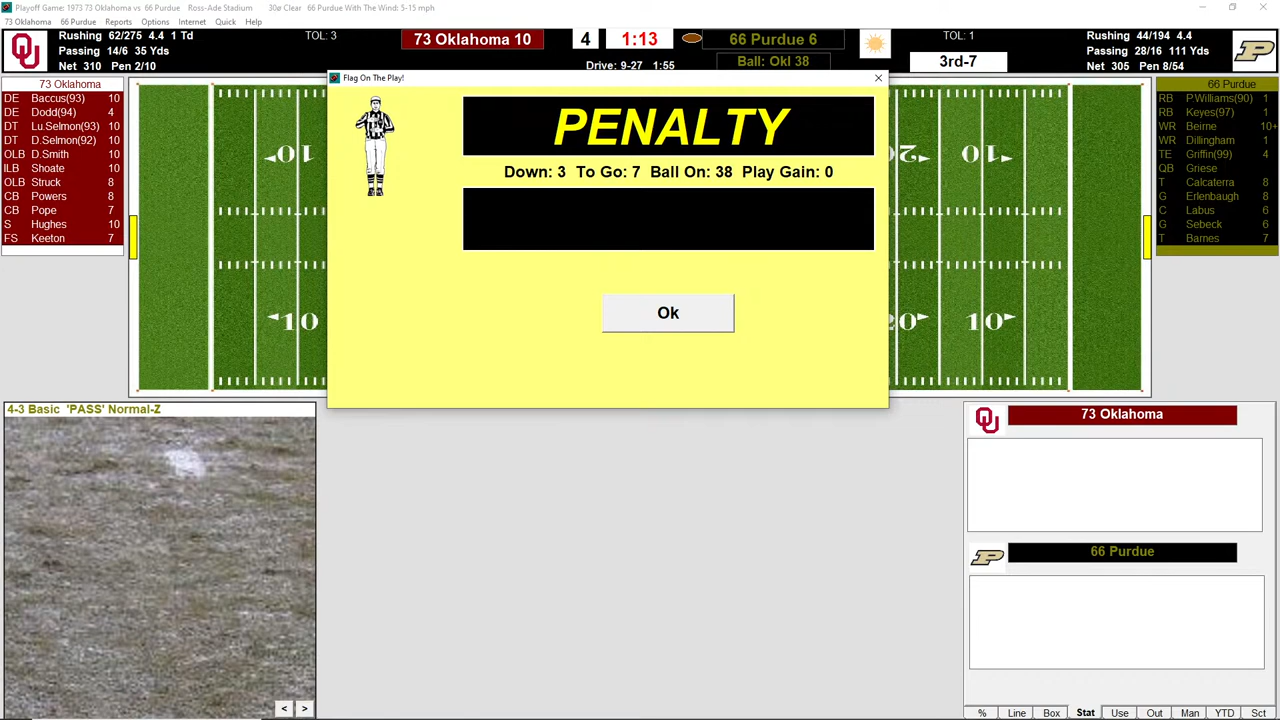 Playoff Game: 1973 73 Oklahoma vs 66 Purdue Ross-Ade Stadium 30ø Clear 66 Purdue With The Wind: 5-15 mph
73 Oklahoma 66 Purdue Reports Options Internet Quick Help
Rushing 62/275 4.4 1 Td
Passing 14/6 35 Yds
Net 310 Pen 2/10
TOL: 3
73 Oklahoma 10
4
1:13
Drive: 9-27 1:55
66 Purdue 6
Ball: Okl 38
TOL: 1
3rd-7
Rushing 44/194 4.4
Passing 28/16 111 Yds
Net 305 Pen 8/54
73 Oklahoma
DE Baccus(93) 10
DE Dodd(94) 4
DT Lu.Selmon(93) 10
DT D.Selmon(92) 10
OLB D.Smith 10
ILB Shoate 10
OLB Struck 8
CB Powers 8
CB Pope 7
S Hughes 10
FS Keeton 7
Flag On The Play!
PENALTY
Down: 3 To Go: 7 Ball On: 38 Play Gain: 0
Ok
10
10
20
10
20
10
66 Purdue
RB P.Williams(90) 1
RB Keyes(97) 1
WR Beirne 10+
WR Dillingham 1
TE Griffin(99) 4
QB Griese
T Calcaterra 8
G Erlenbaugh 8
C Labus 6
G Sebeck 6
T Barnes 7
4-3 Basic 'PASS' Normal-Z
< >
73 Oklahoma
66 Purdue
% Line Box Stat Use Out Man YTD Sct